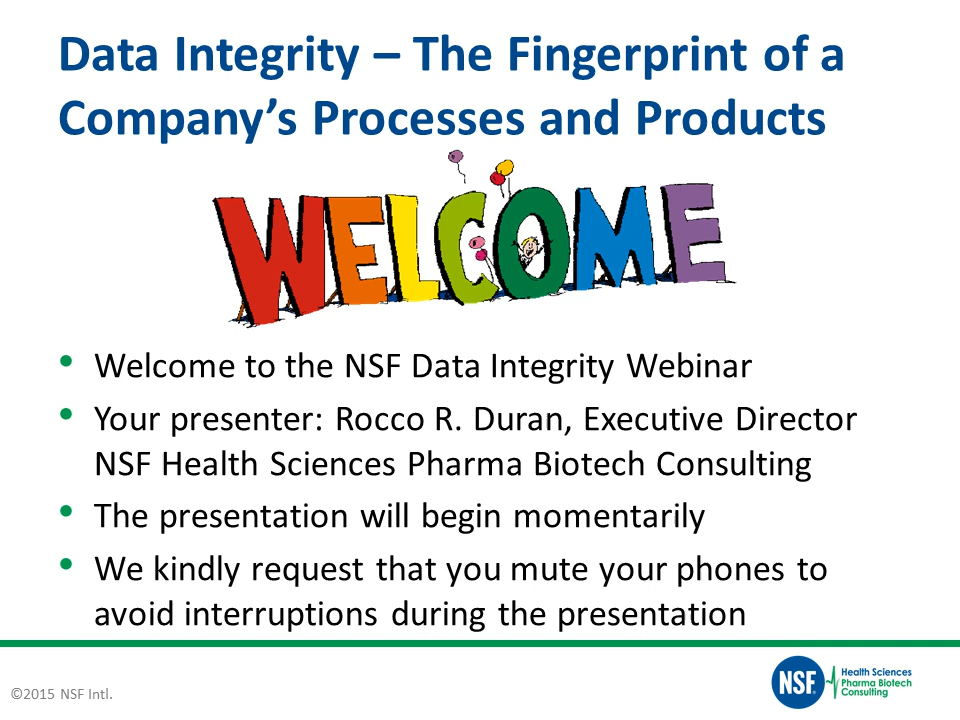 Data Integrity – The Fingerprint of a
Company’s Processes and Products
WELCOME
• Welcome to the NSF Data Integrity Webinar
• Your presenter: Rocco R. Duran, Executive Director
NSF Health Sciences Pharma Biotech Consulting
• The presentation will begin momentarily
• We kindly request that you mute your phones to
avoid interruptions during the presentation
©2015 NSF Intl.
NSF®
Health Sciences
Pharma Biotech
Consulting